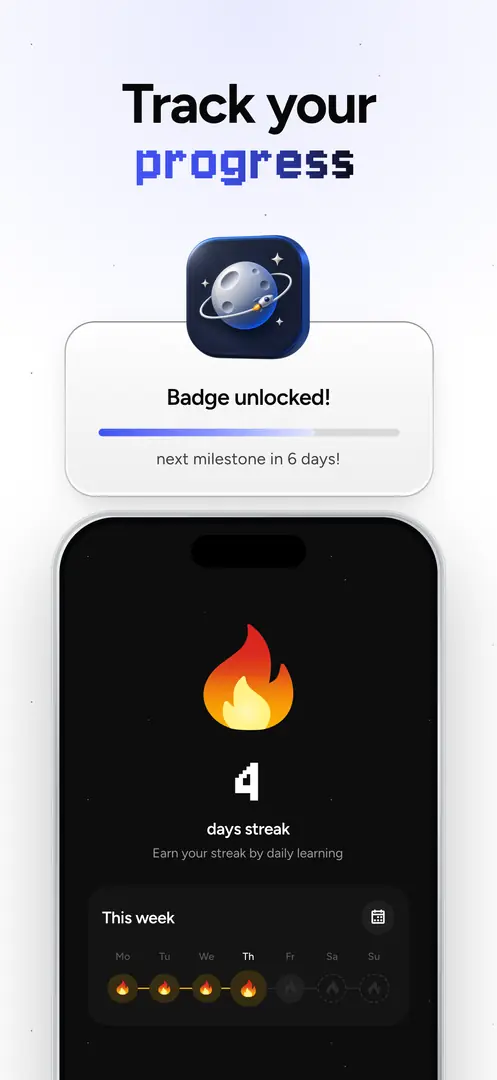 Track your
progress
Badge unlocked!
next milestone in 6 days!
4
days streak
Earn your streak by daily learning
This week
Mo Tu We Th Fr Sa Su